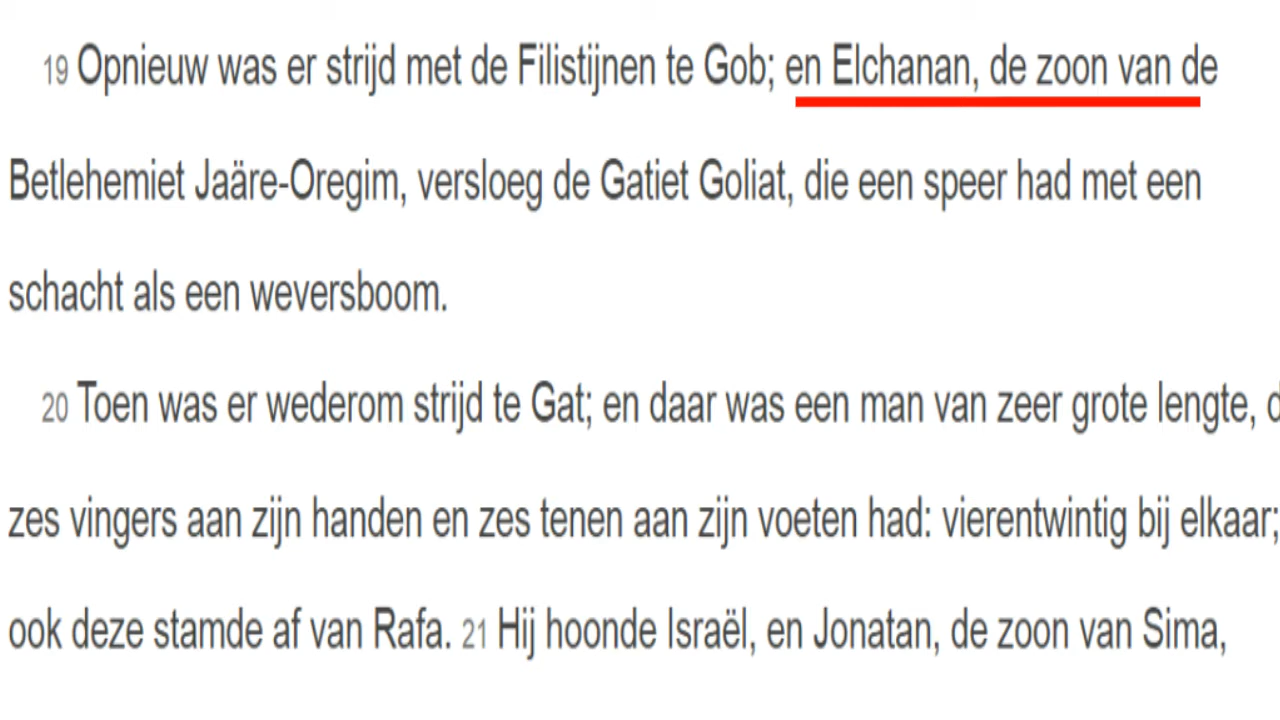 19 Opnieuw was er strijd met de Filistijnen te Gob; en Elchanan, de zoon van de
Betlehemiet Jaäre-Oregim, versloeg de Gatiet Goliat, die een speer had met een
schacht als een weversboom.
20 Toen was er wederom strijd te Gat; en daar was een man van zeer grote lengte,
zes vingers aan zijn handen en zes tenen aan zijn voeten had: vierentwintig bij elkaar;
ook deze stamde af van Rafa. 21 Hij hoonde Israël, en Jonatan, de zoon van Sima,